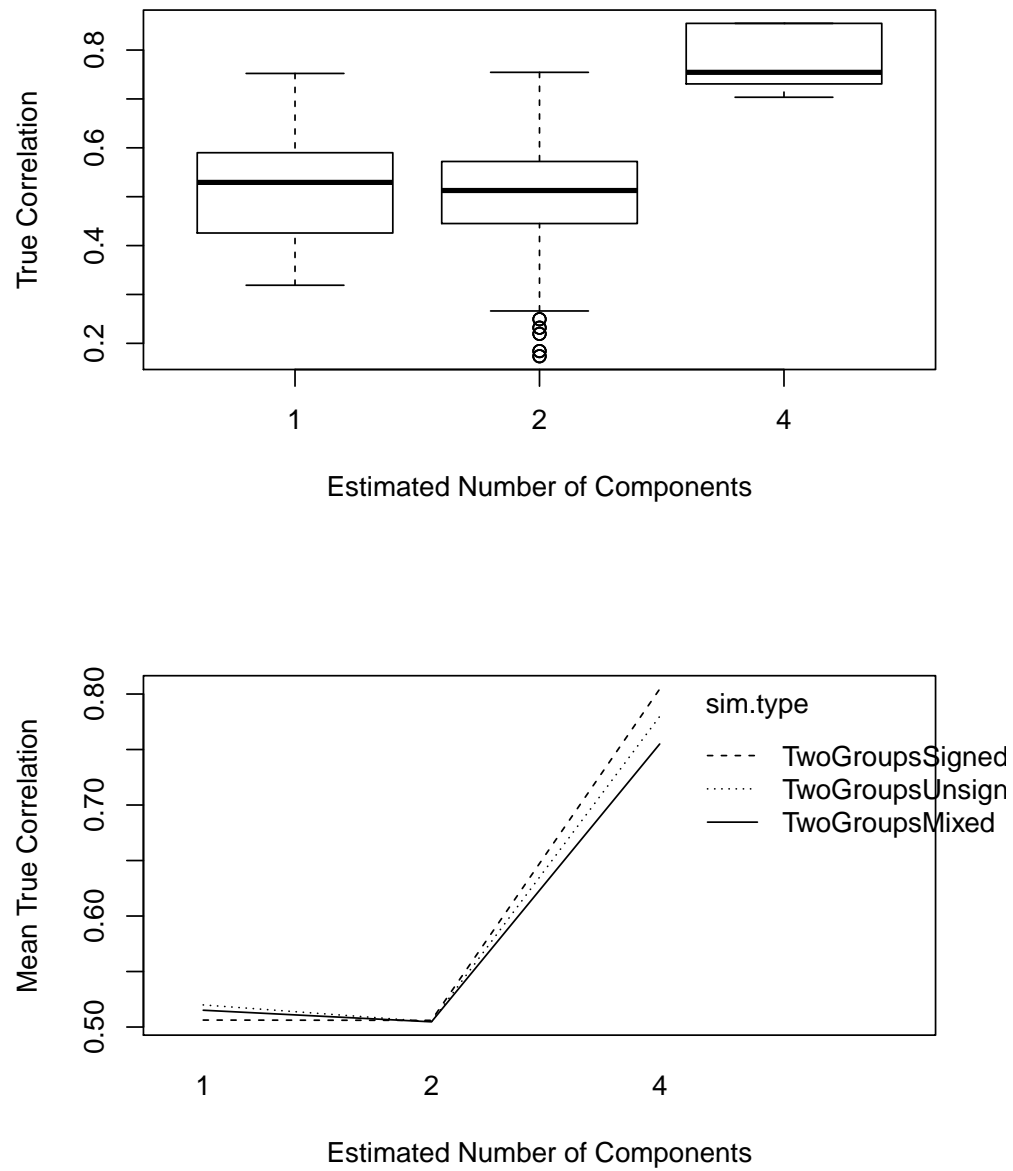 True Correlation
0.8
0.6
0.4
0.2
1 2 4
Estimated Number of Components
Mean True Correlation
0.80
0.70
0.60
0.50
sim.type
TwoGroupsSigned
TwoGroupsUnsign
TwoGroupsMixed
1 2 4
Estimated Number of Components